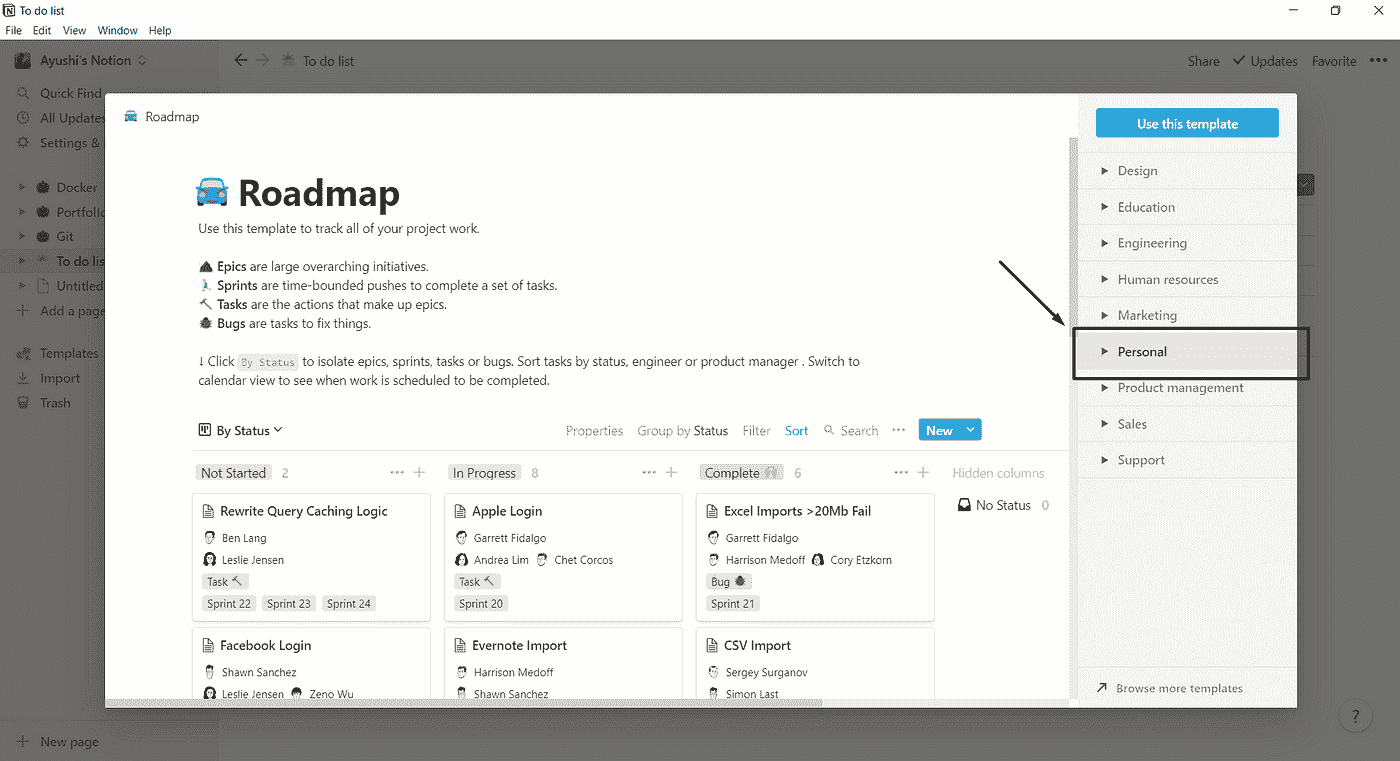 To do list
File Edit View Window Help
Ayushi's Notion
To do list
Share Updates Favorite
Quick Find
All Updates
Settings &
Docker
Portfolio
Git
To do lis
Untitled
Add a page
Templates
Import
Trash
New page
Roadmap
Roadmap
Use this template to track all of your project work.
Epics are large overarching initiatives.
Sprints are time-bounded pushes to complete a set of tasks.
Tasks are the actions that make up epics.
Bugs are tasks to fix things.
↓ Click By Status to isolate epics, sprints, tasks or bugs. Sort tasks by status, engineer or product manager . Switch to
calendar view to see when work is scheduled to be completed.
By Status Properties Group by Status Filter Sort Search ··· New
Not Started 2 ··· +
Rewrite Query Caching Logic
Ben Lang
Leslie Jensen
Task
Sprint 22 Sprint 23 Sprint 24
Facebook Login
Shawn Sanchez
Leslie Jensen Zeno Wu
In Progress 8 ··· +
Apple Login
Garrett Fidalgo
Andrea Lim Chet Corcos
Task
Sprint 20
Evernote Import
Harrison Medoff
Shawn Sanchez
Complete 6 ··· +
Excel Imports >20Mb Fail
Garrett Fidalgo
Harrison Medoff Cory Etzkorn
Bug
Sprint 21
CSV Import
Sergey Surganov
Simon Last
Hidden columns
No Status 0
Use this template
Design
Education
Engineering
Human resources
Marketing
Personal
Product management
Sales
Support
Browse more templates
?